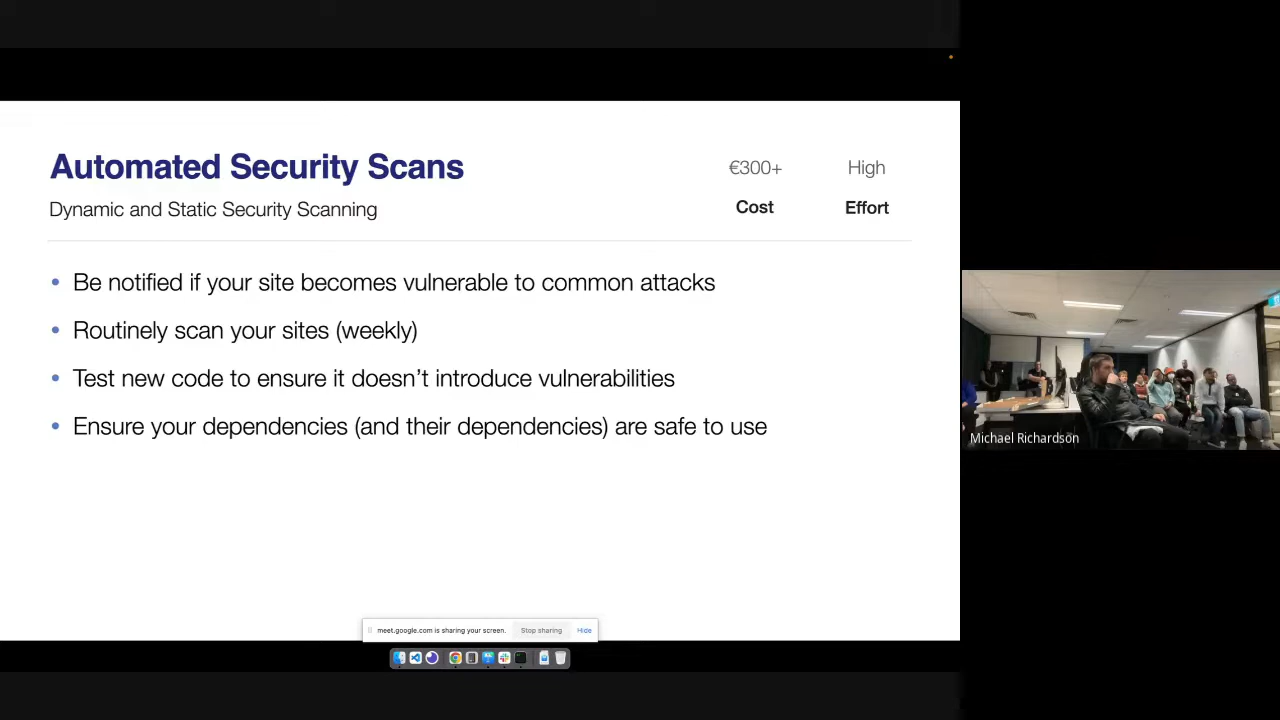 Automated Security Scans
€300+
High
Dynamic and Static Security Scanning
Cost
Effort
• Be notified if your site becomes vulnerable to common attacks
• Routinely scan your sites (weekly)
• Test new code to ensure it doesn’t introduce vulnerabilities
• Ensure your dependencies (and their dependencies) are safe to use
Michael Richardson
meet.google.com is sharing your screen.
Stop sharing
Hide